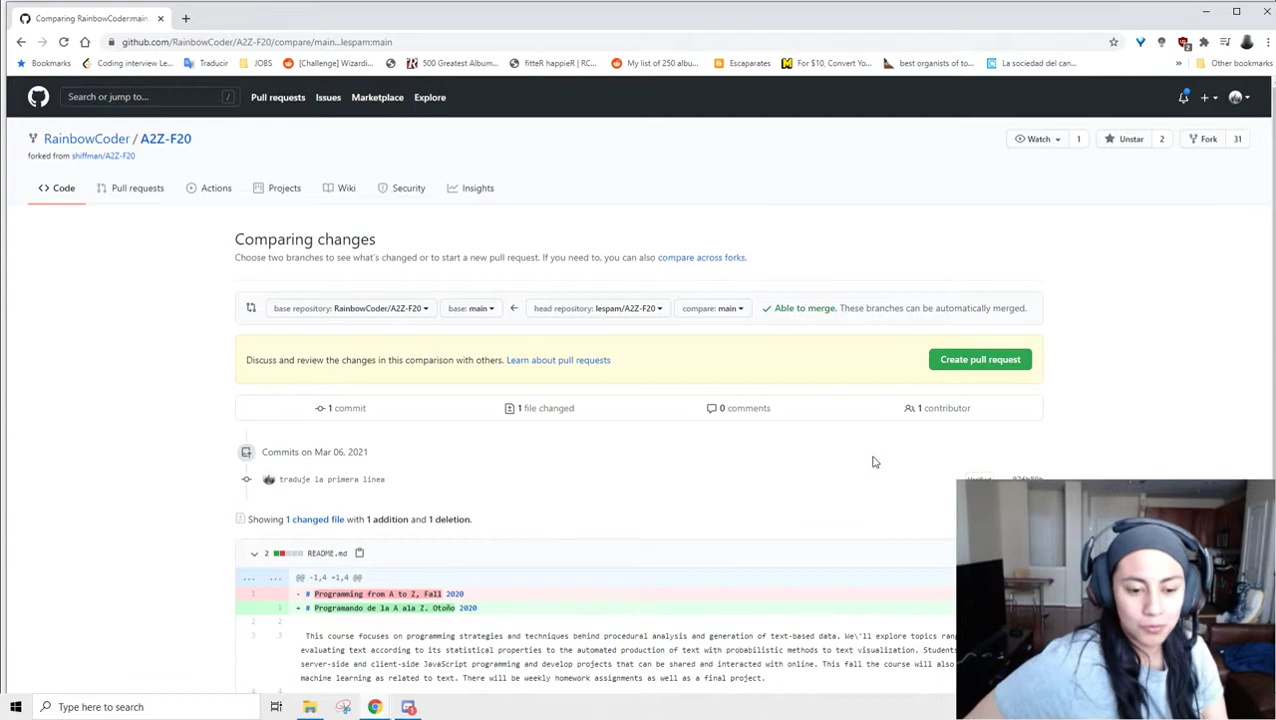 Comparing RainbowCoder:main...
github.com/RainbowCoder/A2Z-F20/compare/main...lespam:main
Bookmarks Coding interview Le... Traducir JOBS [Challenge] Wizardi... 500 Greatest Album... fitteR happieR | RC... My list of 250 albu... Escaparates For $10, Convert Yo... best organists of to... La sociedad del can... » Other bookmarks
Search or jump to... / Pull requests Issues Marketplace Explore
RainbowCoder / A2Z-F20 Watch 1 Unstar 2 Fork 31
forked from shiffman/A2Z-F20
Code Pull requests Actions Projects Wiki Security Insights
Comparing changes
Choose two branches to see what's changed or to start a new pull request. If you need to, you can also compare across forks.
base repository: RainbowCoder/A2Z-F20 base: main head repository: lespam/A2Z-F20 compare: main Able to merge. These branches can be automatically merged.
Discuss and review the changes in this comparison with others. Learn about pull requests Create pull request
1 commit 1 file changed 0 comments 1 contributor
Commits on Mar 06, 2021
traduje la primera linea
Showing 1 changed file with 1 addition and 1 deletion.
2 README.md
... ... @@ -1,4 +1,4 @@
1 - # Programming from A to Z, Fall 2020
1 + # Programando de la A ala Z. Otoño 2020
2 2
3 3 This course focuses on programming strategies and techniques behind procedural analysis and generation of text-based data. We\'ll explore topics
evaluating text according to its statistical properties to the automated production of text with probabilistic methods to text visualization.
server-side and client-side JavaScript programming and develop projects that can be shared and interacted with online. This fall the course will also
machine learning as related to text. There will be weekly homework assignments as well as a final project.
4 4
Type here to search